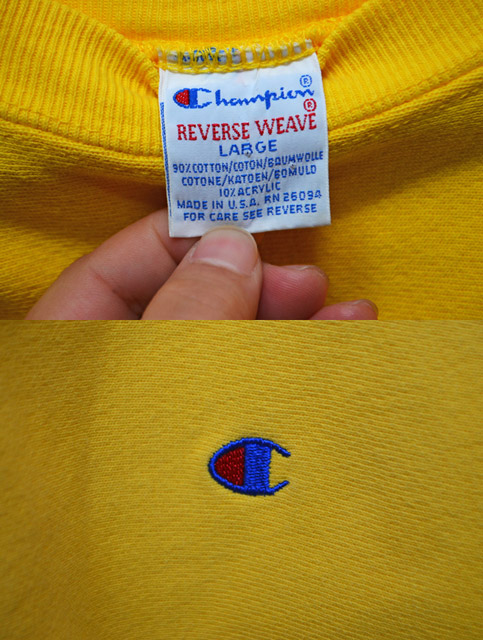 Champion®
REVERSE WEAVE®
LARGE
90% COTTON/COTON/BAUMWOLLE
COTONE/KATOEN/BOMULD
10% ACRYLIC
MADE IN U.S.A. RN 26094
FOR CARE SEE REVERSE